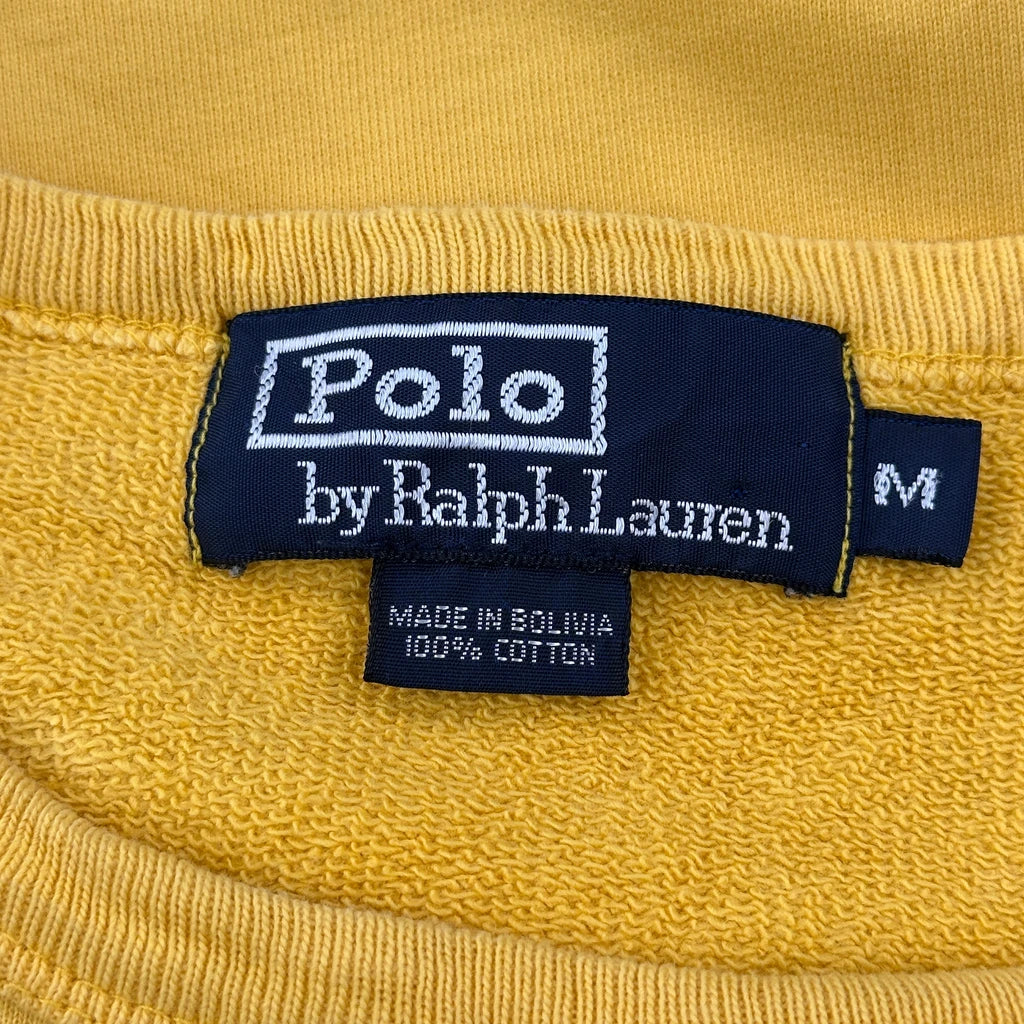 Polo
by Ralph Lauren
M
MADE IN BOLIVIA
100% COTTON